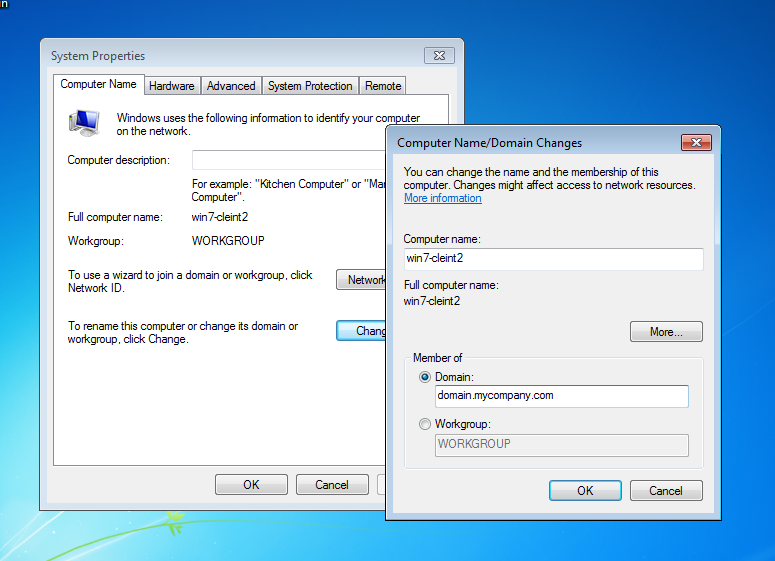 in
System Properties
Computer Name Hardware Advanced System Protection Remote
Windows uses the following information to identify your computer
on the network.
Computer description:
For example: "Kitchen Computer" or "Mar
Computer".
Full computer name: win7-cleint2
Workgroup: WORKGROUP
To use a wizard to join a domain or workgroup, click
Network ID.
Network
To rename this computer or change its domain or
workgroup, click Change.
Chang
OK Cancel
Computer Name/Domain Changes
You can change the name and the membership of this
computer. Changes might affect access to network resources.
More information
Computer name:
win7-cleint2
Full computer name:
win7-cleint2
More...
Member of
Domain:
domain.mycompany.com
Workgroup:
WORKGROUP
OK Cancel